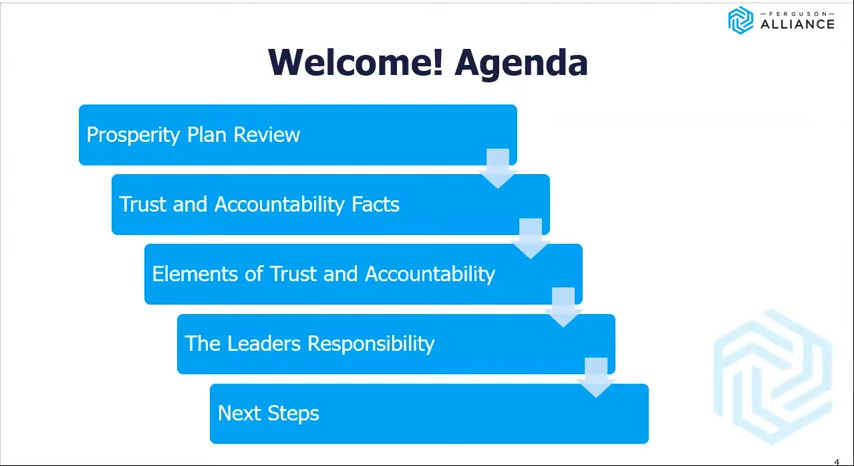 FERGUSON
ALLIANCE
Welcome! Agenda
Prosperity Plan Review
Trust and Accountability Facts
Elements of Trust and Accountability
The Leaders Responsibility
Next Steps
4